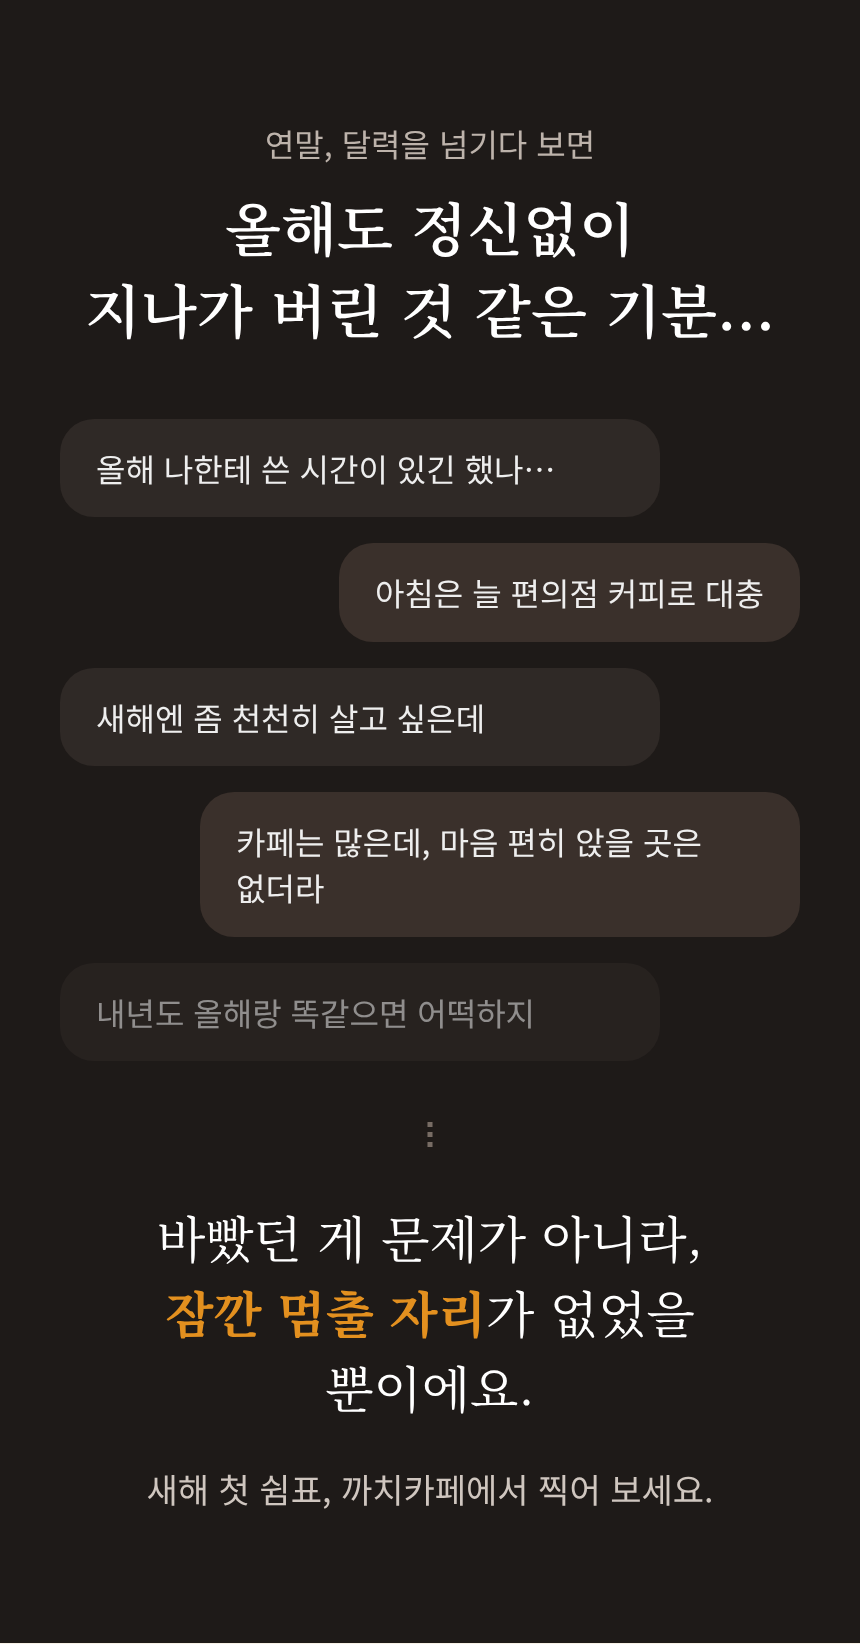 연말, 달력을 넘기다 보면
올해도 정신없이
지나가 버린 것 같은 기분...
올해 나한테 쓴 시간이 있긴 했나…
아침은 늘 편의점 커피로 대충
새해엔 좀 천천히 살고 싶은데
카페는 많은데, 마음 편히 앉을 곳은
없더라
내년도 올해랑 똑같으면 어떡하지
⋮
바빴던 게 문제가 아니라,
잠깐 멈출 자리가 없었을
뿐이에요.
새해 첫 쉼표, 까치카페에서 찍어 보세요.